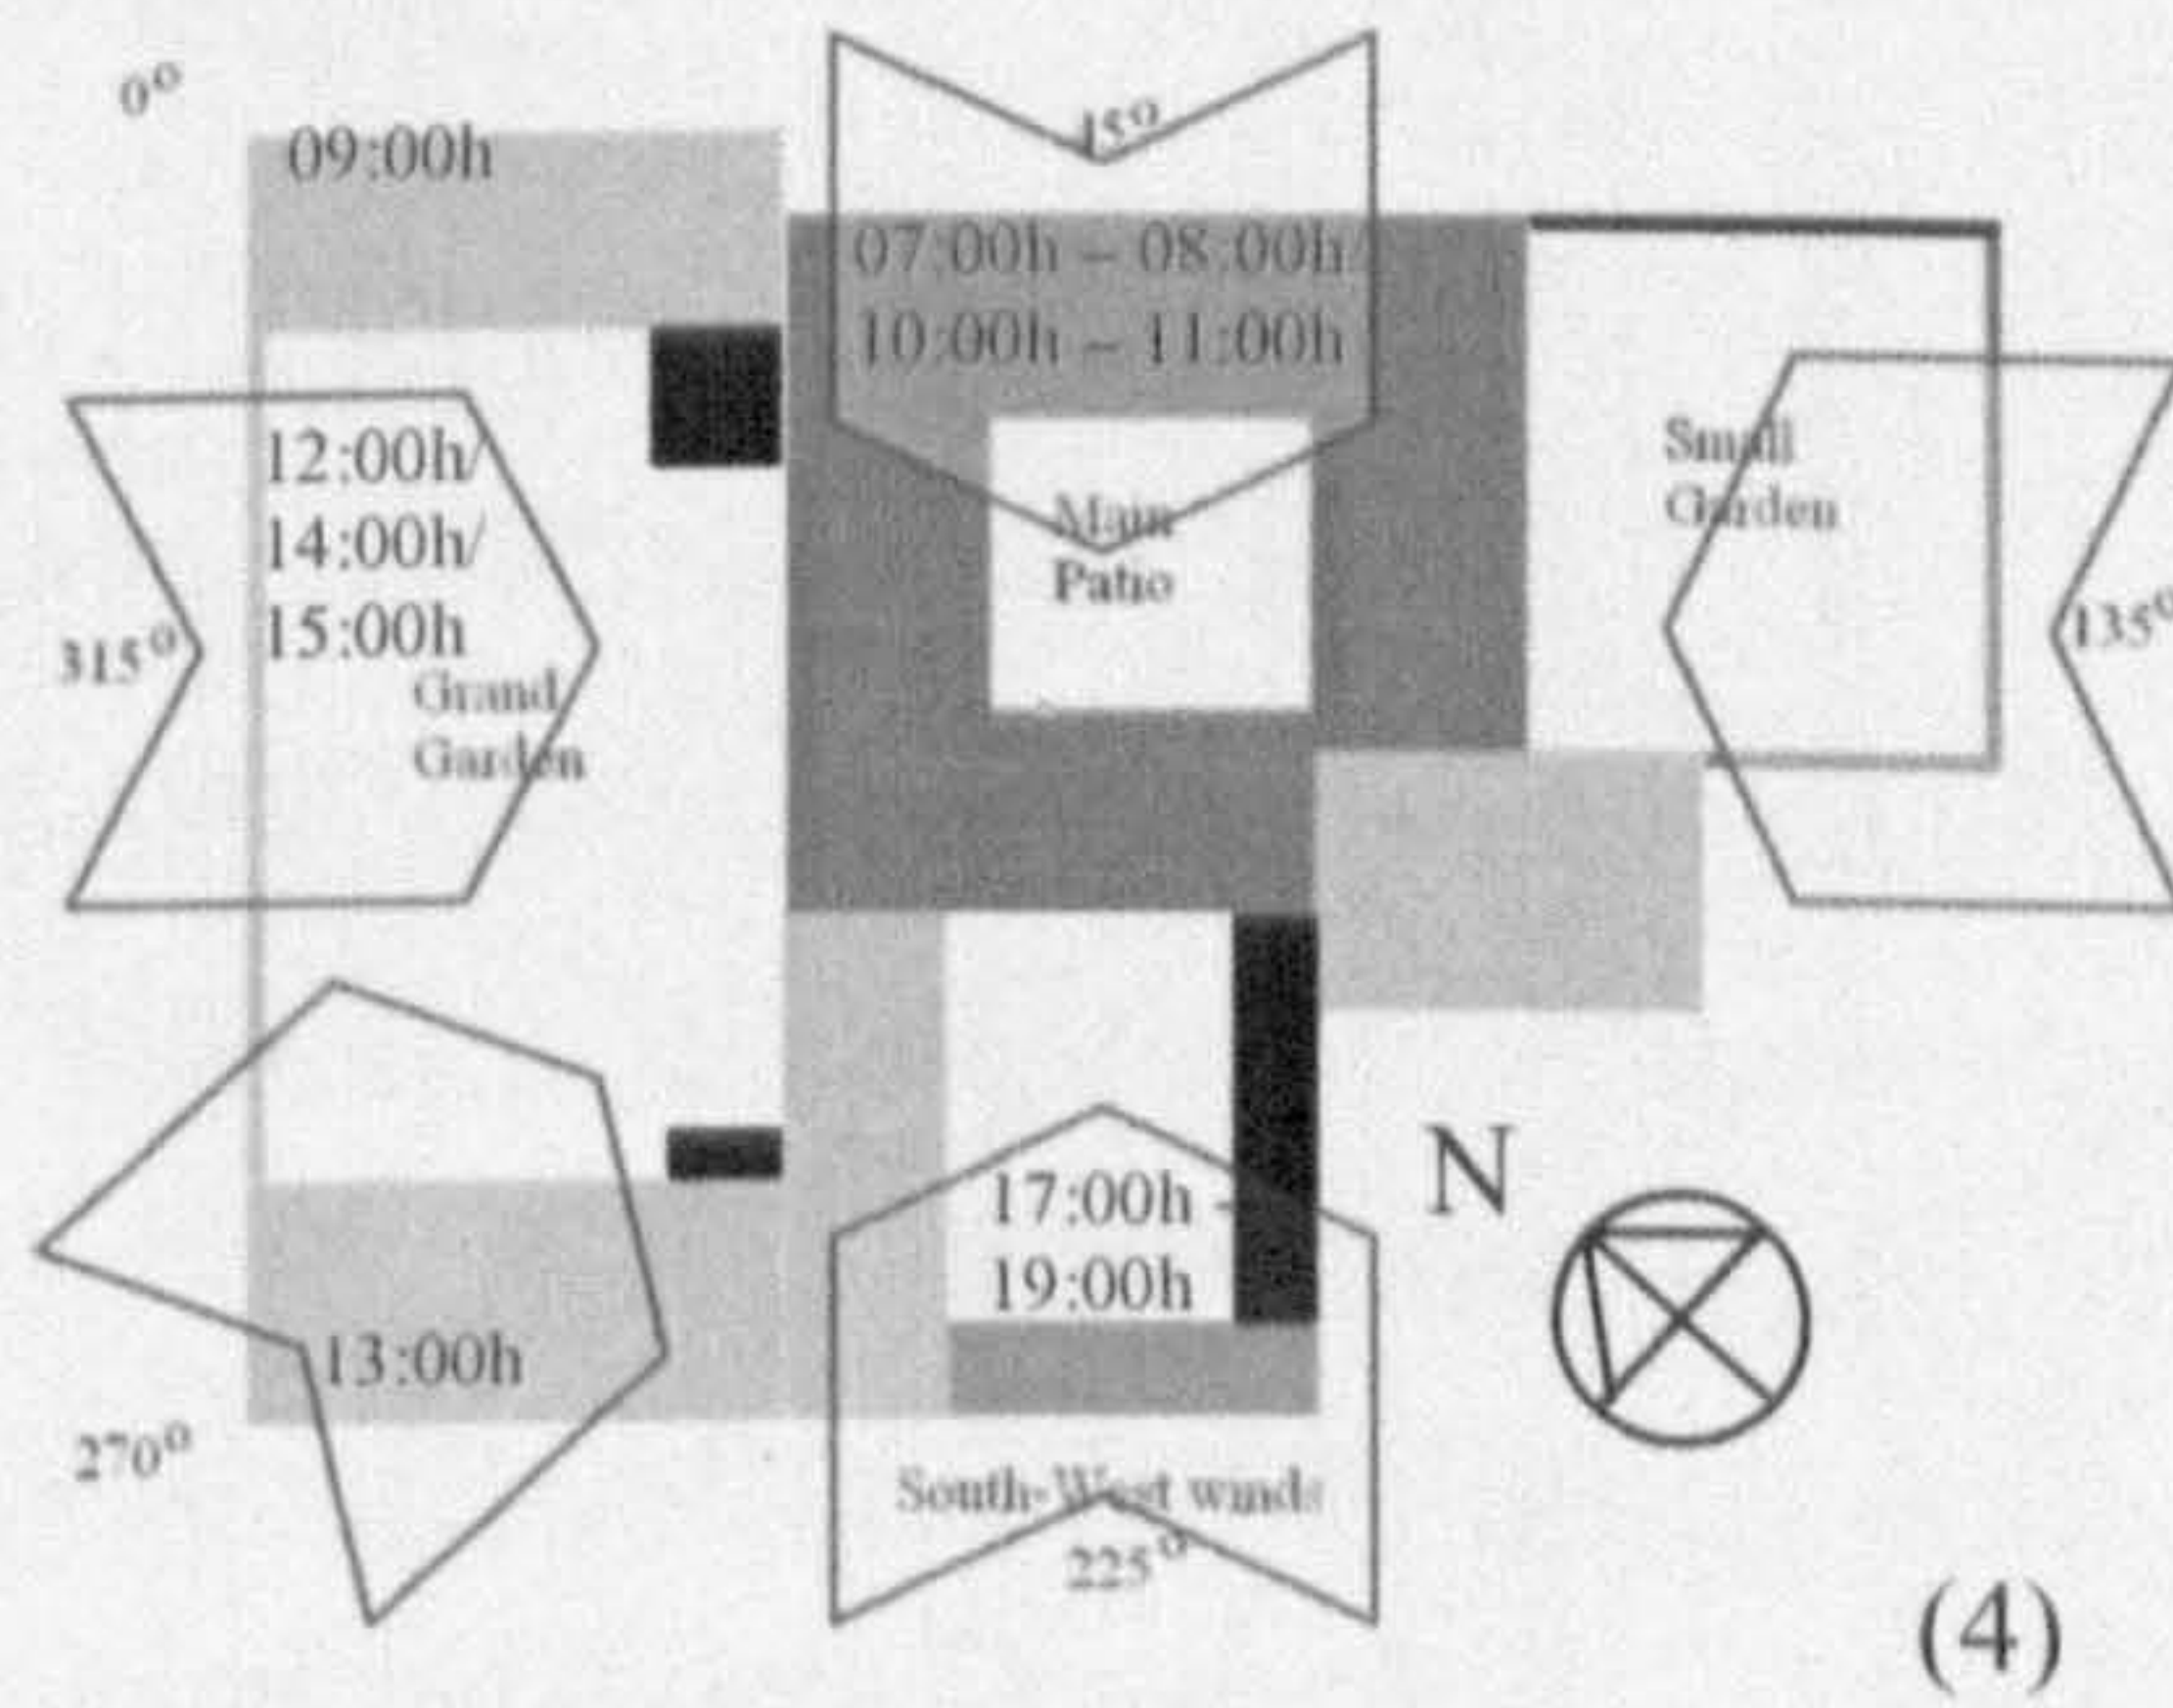 0°
09:00h
07:00h – 08:00h/
10:00h – 11:00h
12:00h/
14:00h/
15:00h
315°
Grand
Garden
Main
Patio
Small
Garden
135°
17:00h -
19:00h
N
13:00h
270°
South-West winds
225°
(4)